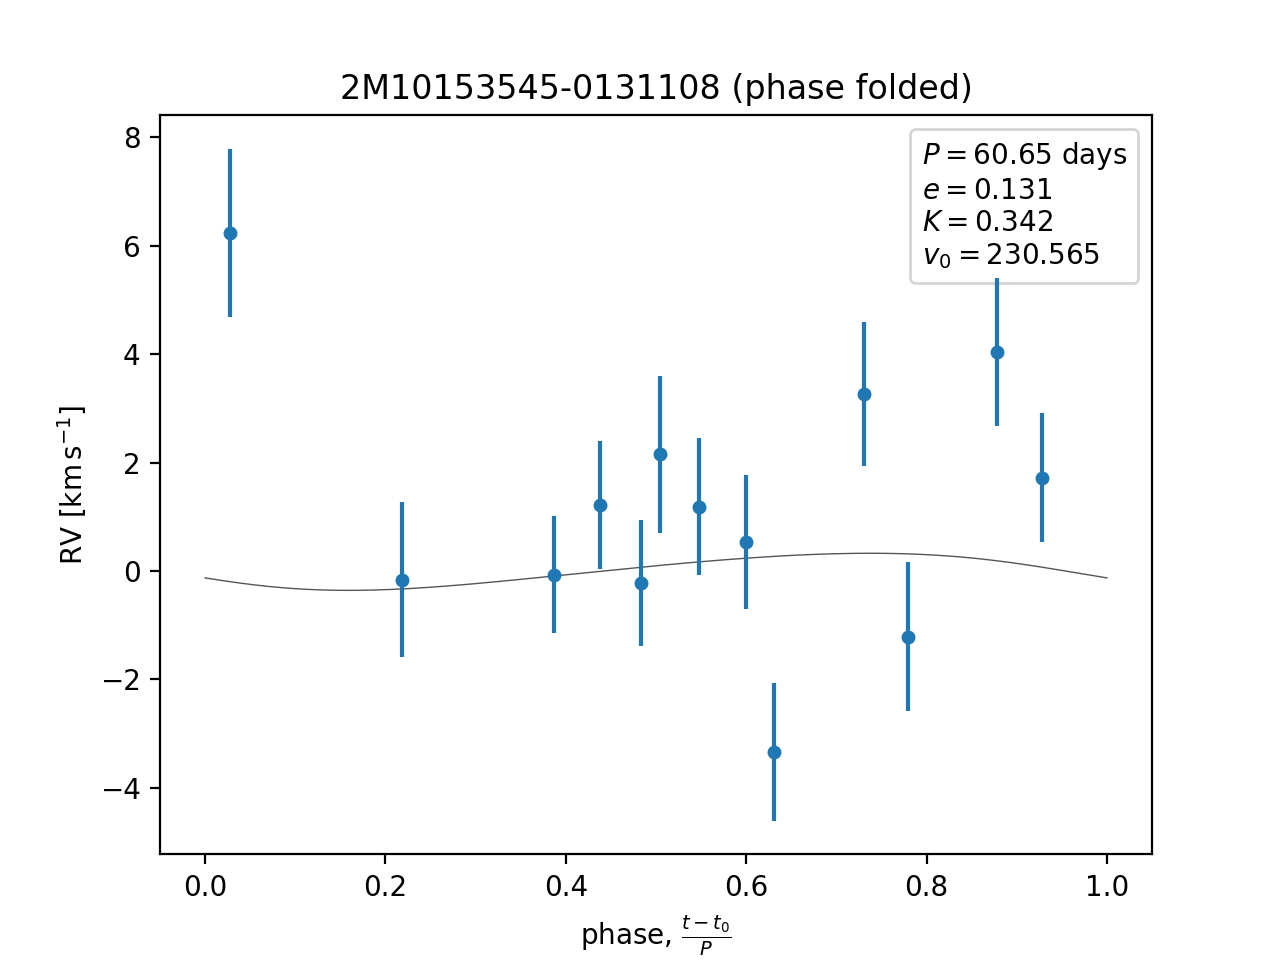 2M10153545-0131108 (phase folded)
P = 60.65 days
e = 0.131
K = 0.342
v₀ = 230.565
RV [km s⁻¹]
8
6
4
2
0
−2
−4
0.0 0.2 0.4 0.6 0.8 1.0
phase, (t − t₀)/P